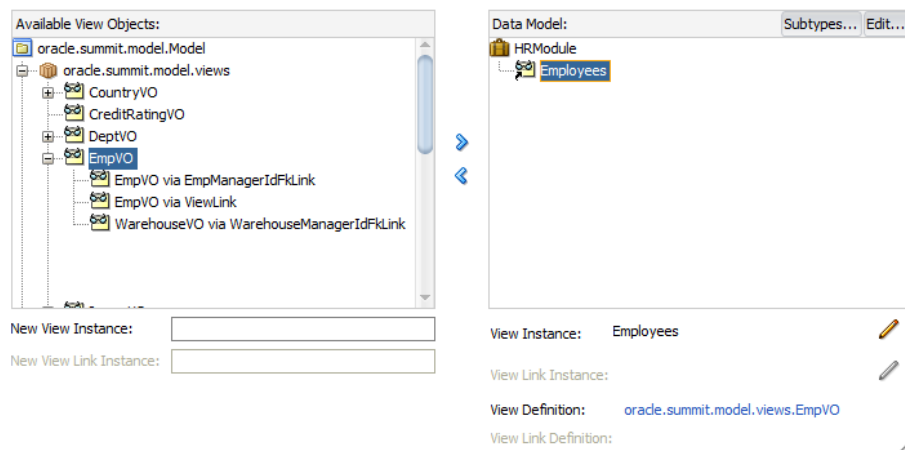 Available View Objects:
oracle.summit.model.Model
oracle.summit.model.views
CountryVO
CreditRatingVO
DeptVO
EmpVO
EmpVO via EmpManagerIdFkLink
EmpVO via ViewLink
WarehouseVO via WarehouseManagerIdFkLink
New View Instance:
New View Link Instance:
Data Model:
Subtypes... Edit...
HRModule
Employees
View Instance: Employees
View Link Instance:
View Definition: oracle.summit.model.views.EmpVO
View Link Definition: